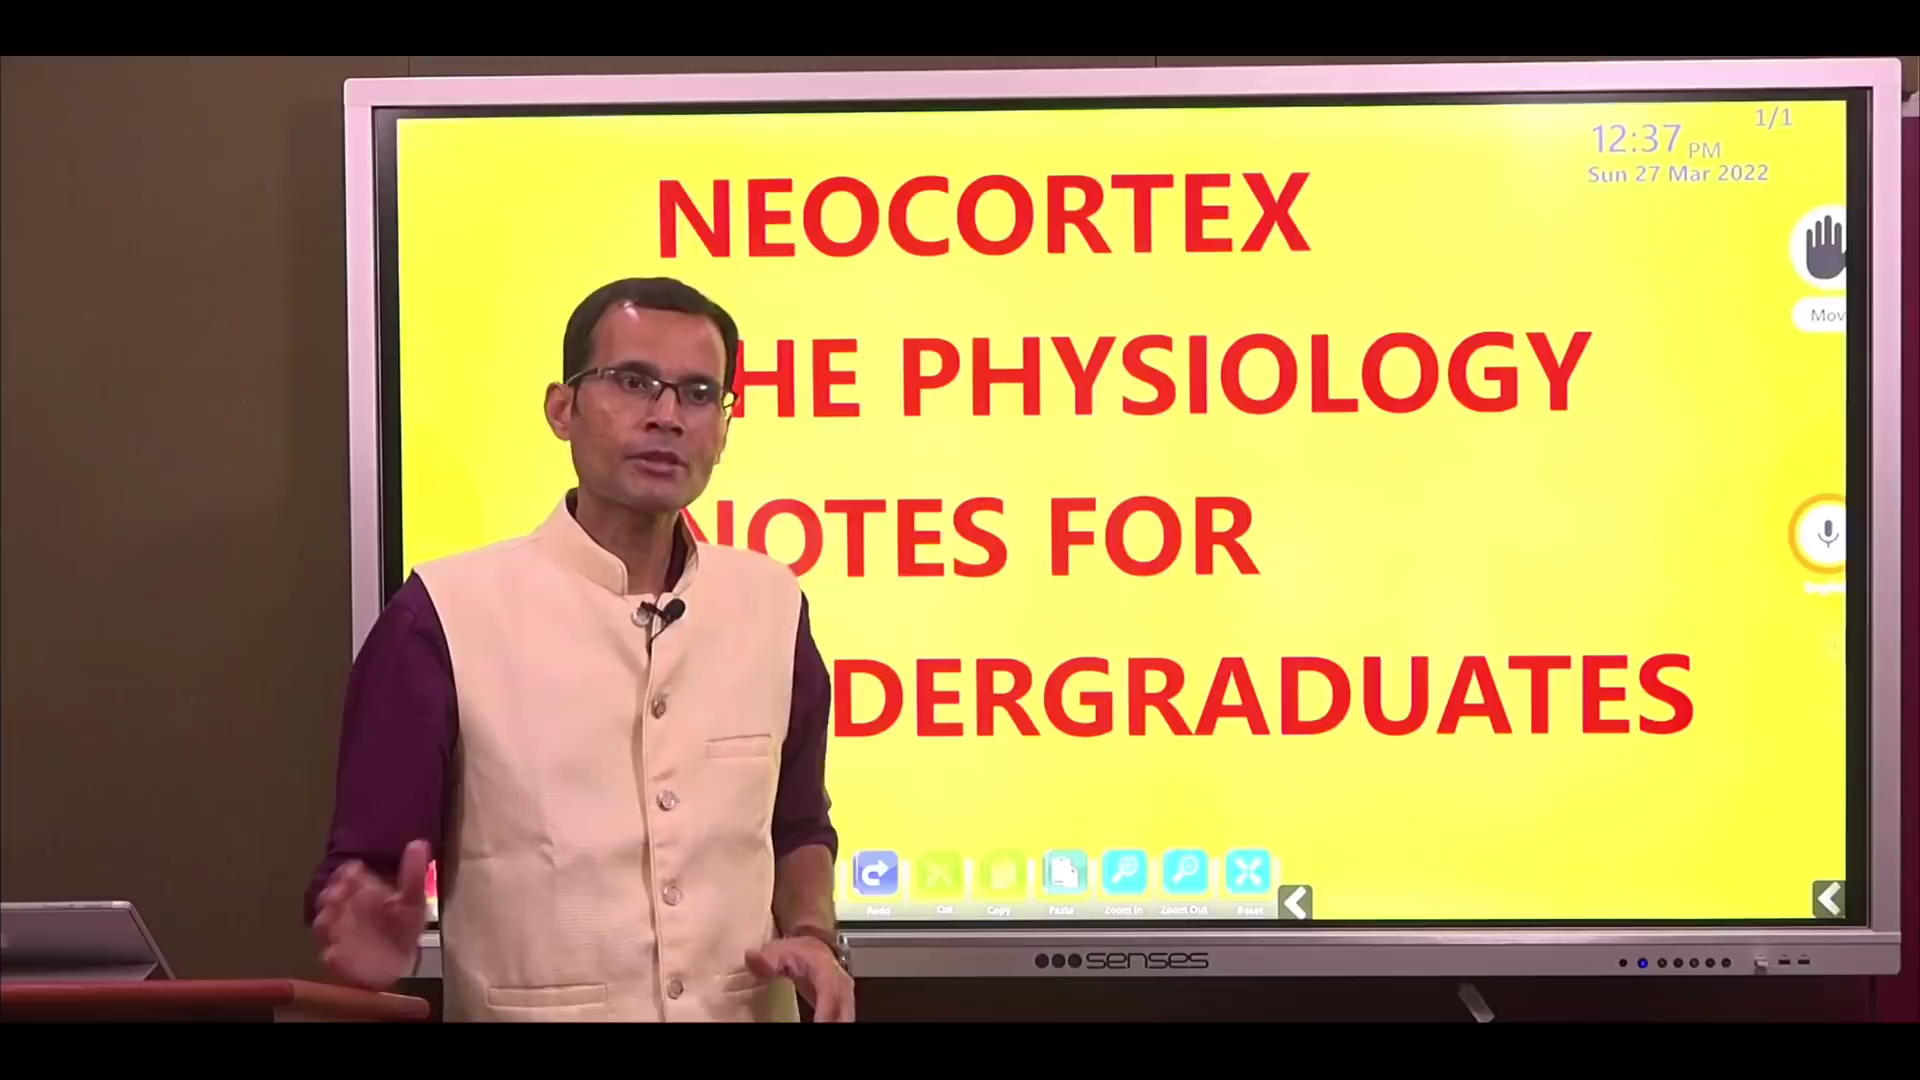 1/1
12:37 PM
Sun 27 Mar 2022
NEOCORTEX
HE PHYSIOLOGY
NOTES FOR
DERGRADUATES
Mov
Redo Cut Copy Paste Zoom In Zoom Out Reset
senses